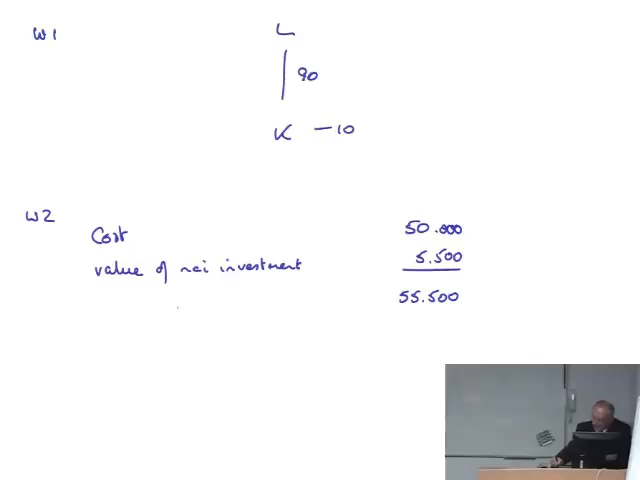 W1
L
90
K – 10
W2
Cost 50.000
value of nci investment 5.500
55.500